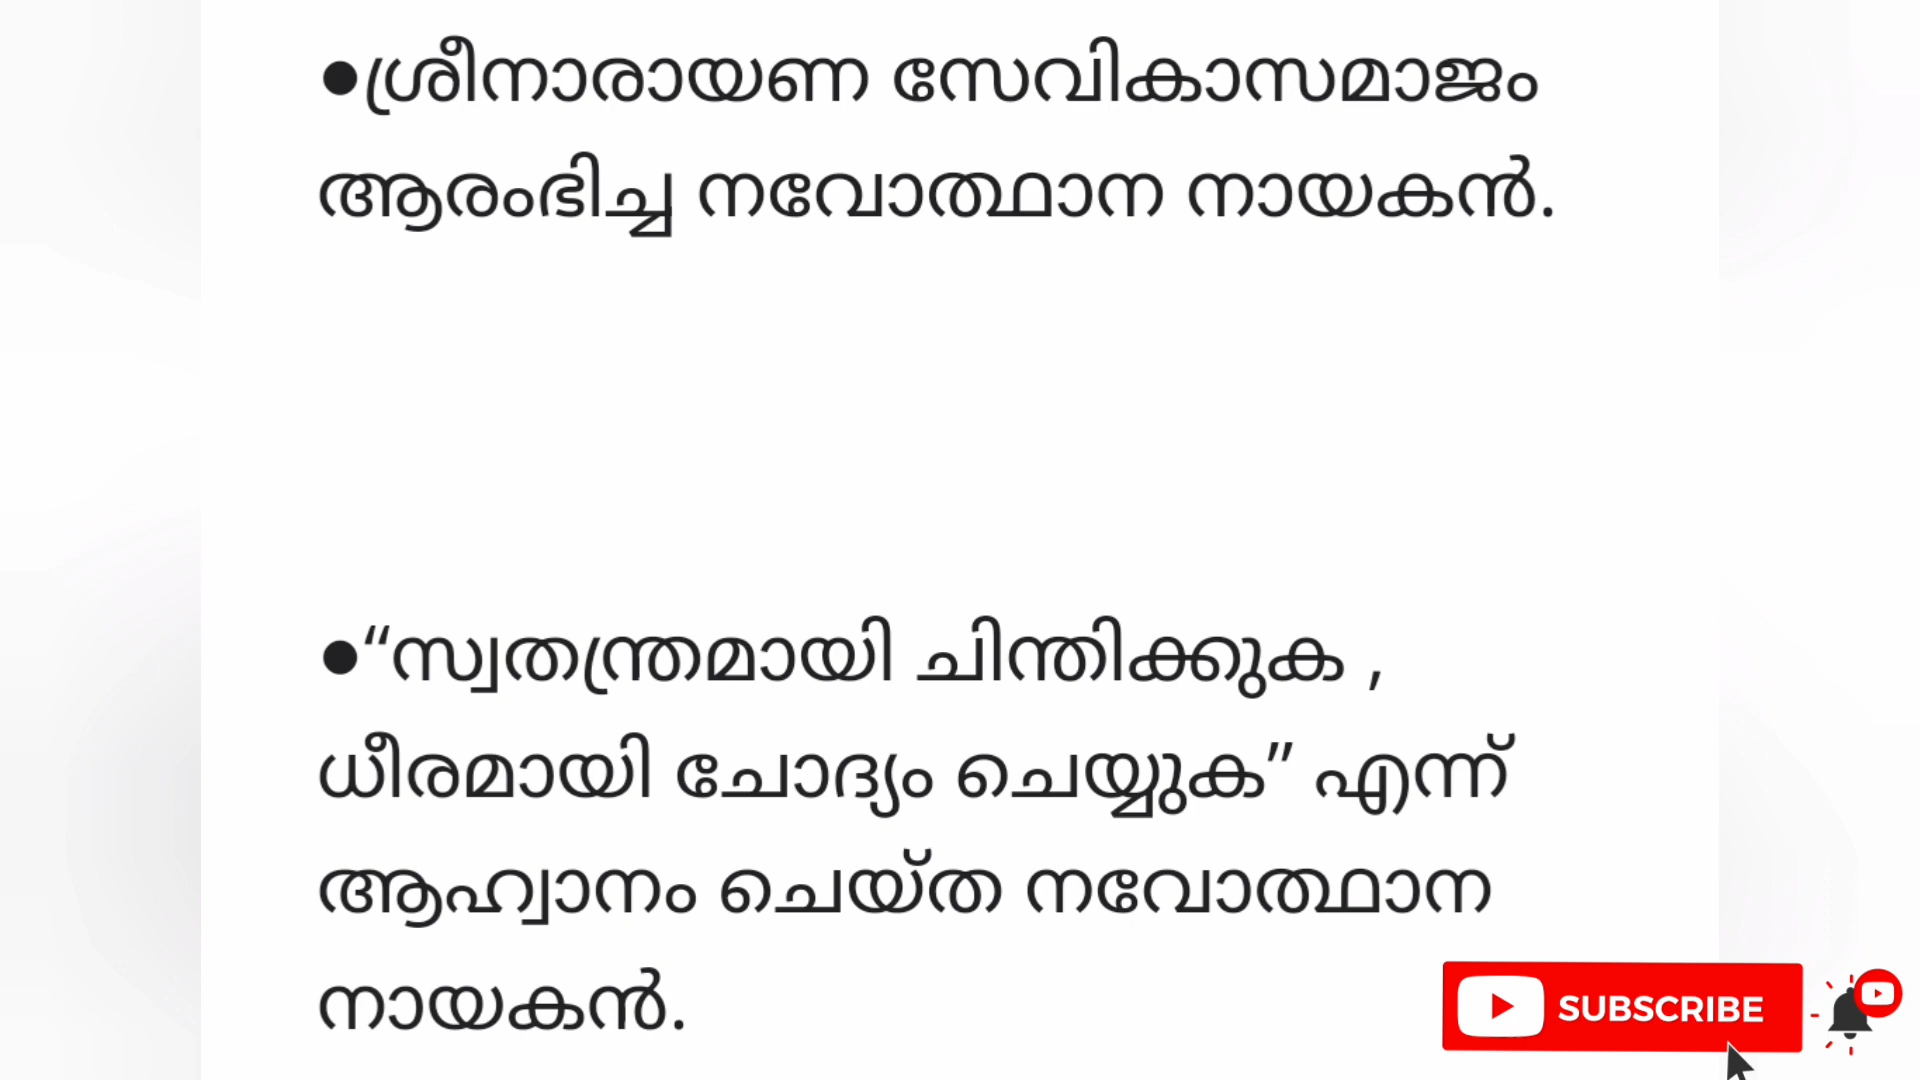 ●ശ്രീനാരായണ സേവികാസമാജം
ആരംഭിച്ച നവോത്ഥാന നായകൻ.
●“സ്വതന്ത്രമായി ചിന്തിക്കുക ,
ധീരമായി ചോദ്യം ചെയ്യുക” എന്ന്
ആഹ്വാനം ചെയ്ത നവോത്ഥാന
നായകൻ.
SUBSCRIBE